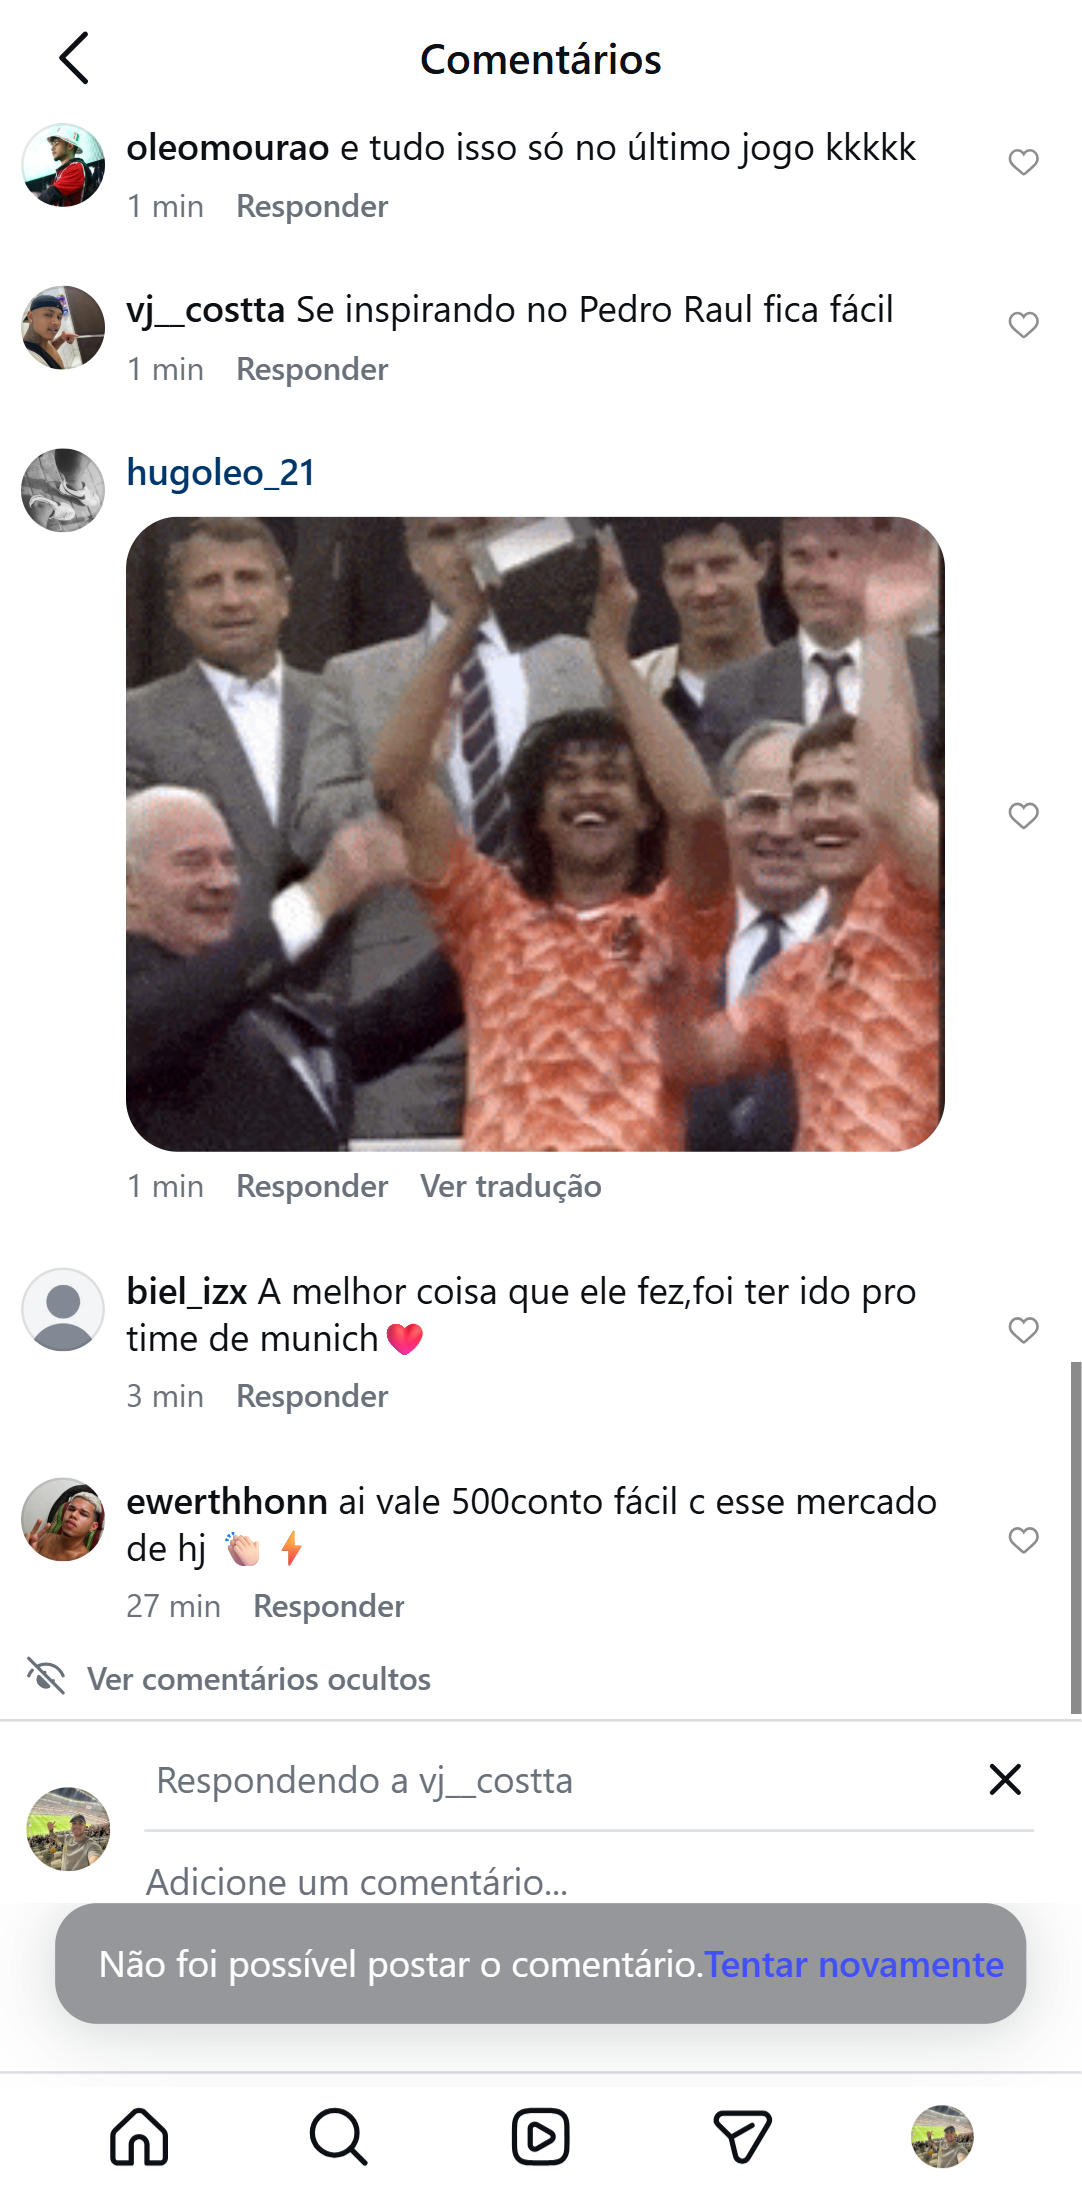 Comentários
oleomourao e tudo isso só no último jogo kkkkk
1 min Responder
vj__costta Se inspirando no Pedro Raul fica fácil
1 min Responder
hugoleo_21
1 min Responder Ver tradução
biel_izx A melhor coisa que ele fez,foi ter ido pro
time de munich❤️
3 min Responder
ewerthhonn ai vale 500conto fácil c esse mercado
de hj 👏🏻⚡
27 min Responder
Ver comentários ocultos
Respondendo a vj__costta
Adicione um comentário...
Não foi possível postar o comentário.Tentar novamente